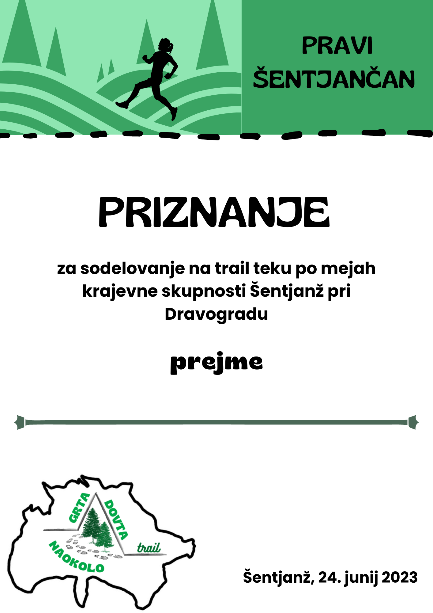 PRAVI
ŠENTJANČAN
PRIZNANJE
za sodelovanje na trail teku po mejah
krajevne skupnosti Šentjanž pri
Dravogradu
prejme
GRTA
DOVTA
NAOKOLO
trail
Šentjanž, 24. junij 2023